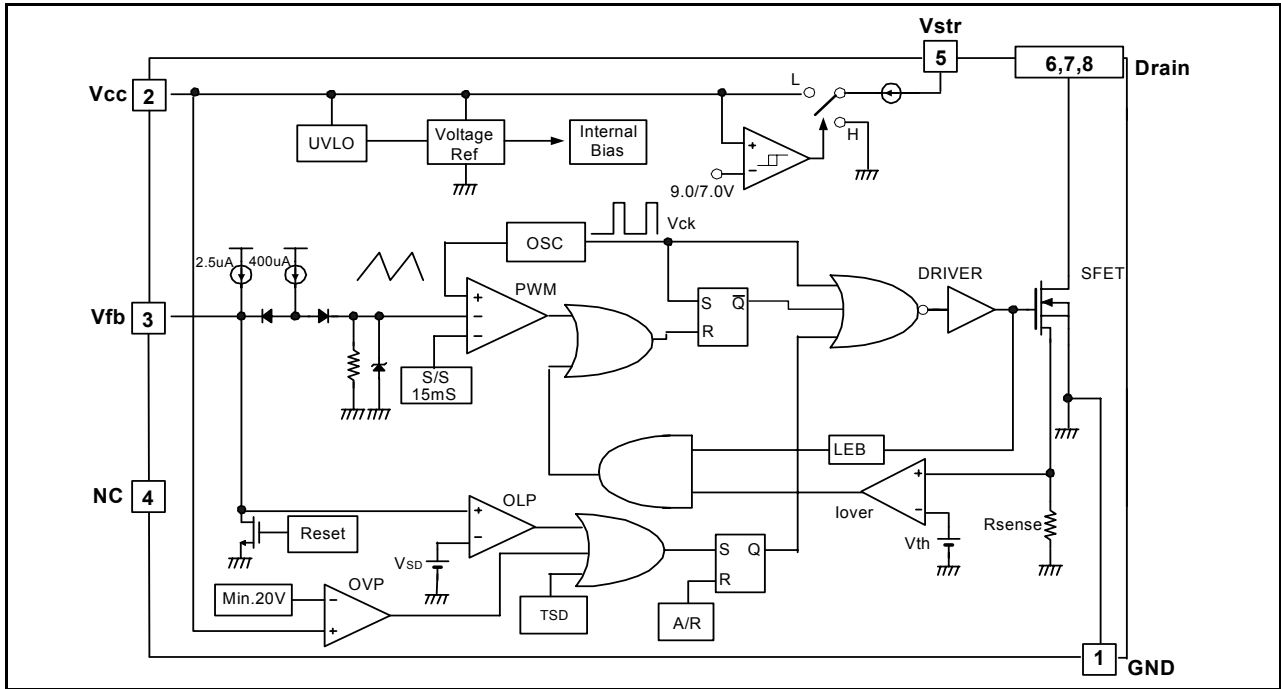 Vstr
5
6,7,8
Drain
Vcc
2
L
H
UVLO
Voltage
Ref
Internal
Bias
+
−
9.0/7.0V
Vck
OSC
2.5uA
400uA
PWM
DRIVER
SFET
Vfb
3
+
−
−
S
Q
R
S/S
15mS
LEB
NC
4
OLP
Iover
+
−
Rsense
Reset
+
−
Vth
VSD
S
Q
R
OVP
Min.20V
−
+
TSD
A/R
1
GND